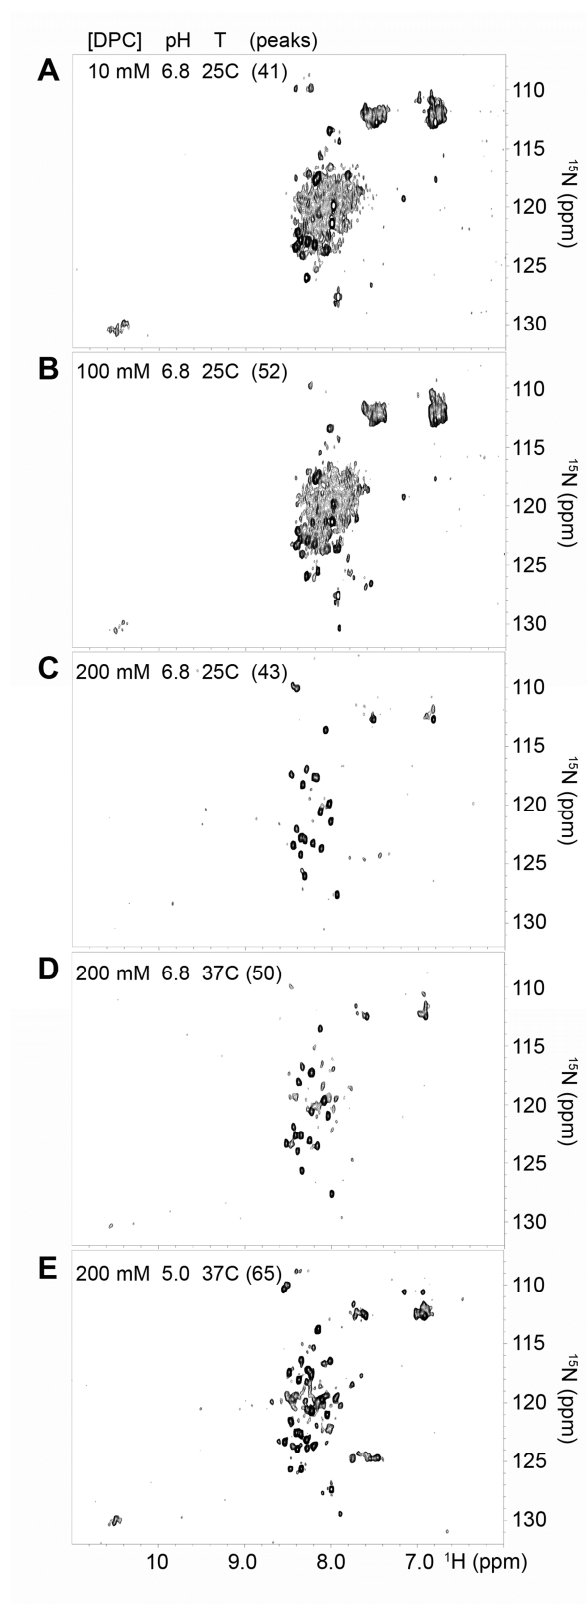 [DPC] pH T (peaks)
A 10 mM 6.8 25C (41)
110
115
120
125
130
15N (ppm)
B 100 mM 6.8 25C (52)
110
115
120
125
130
15N (ppm)
C 200 mM 6.8 25C (43)
110
115
120
125
130
15N (ppm)
D 200 mM 6.8 37C (50)
110
115
120
125
130
15N (ppm)
E 200 mM 5.0 37C (65)
110
115
120
125
130
15N (ppm)
10 9.0 8.0 7.0 1H (ppm)